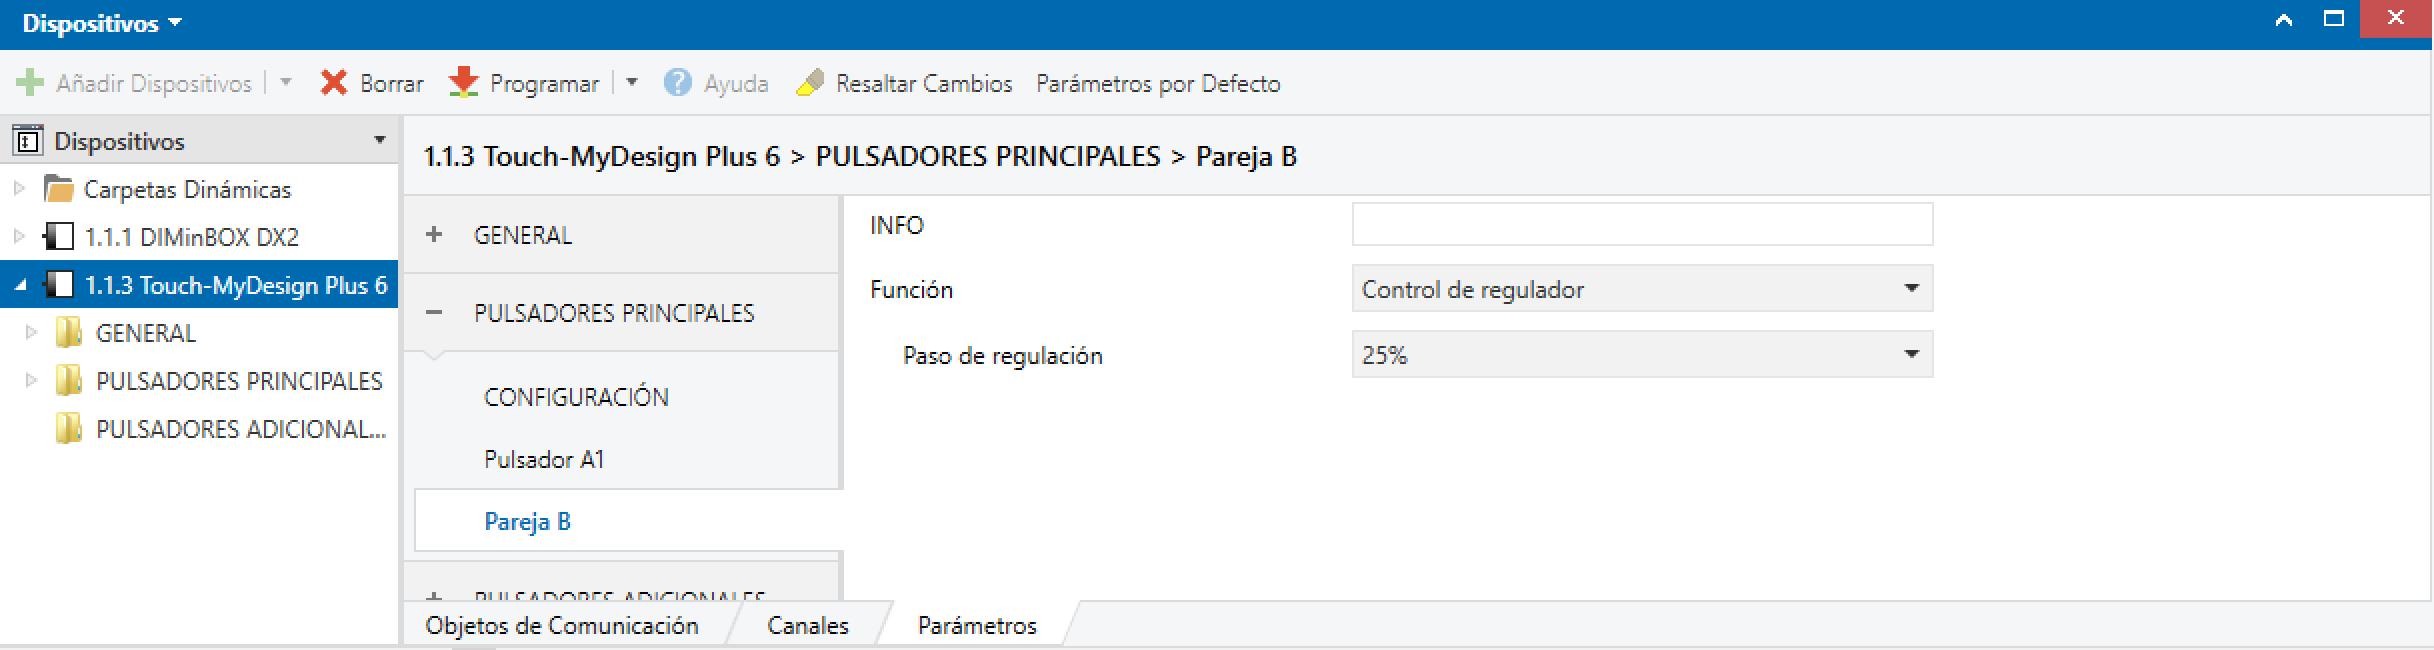 Dispositivos
Añadir Dispositivos Borrar Programar Ayuda Resaltar Cambios Parámetros por Defecto
Dispositivos
Carpetas Dinámicas
1.1.1 DIMinBOX DX2
1.1.3 Touch-MyDesign Plus 6
GENERAL
PULSADORES PRINCIPALES
PULSADORES ADICIONAL...
1.1.3 Touch-MyDesign Plus 6 > PULSADORES PRINCIPALES > Pareja B
+ GENERAL
− PULSADORES PRINCIPALES
CONFIGURACIÓN
Pulsador A1
Pareja B
+ PULSADORES ADICIONALES
INFO
Función Control de regulador
Paso de regulación 25%
Objetos de Comunicación Canales Parámetros